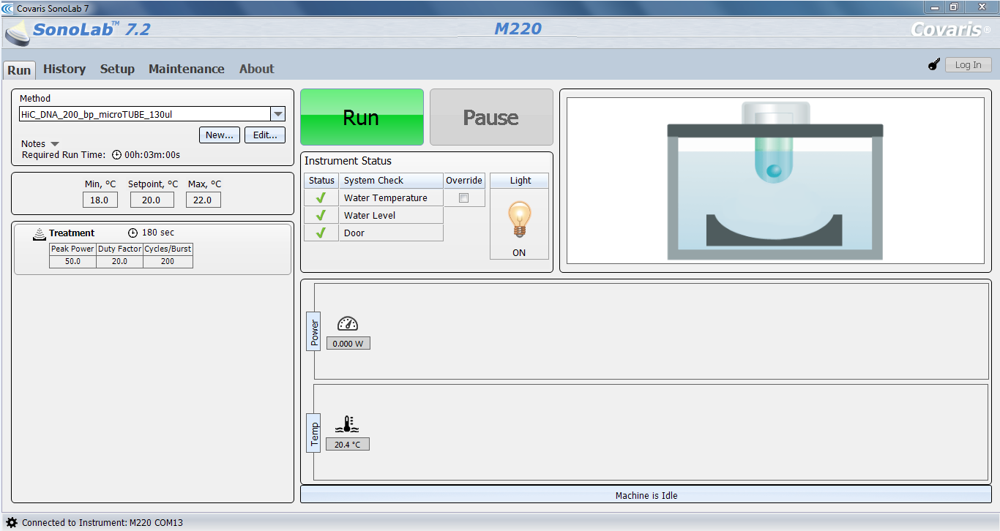 Covaris SonoLab 7
SonoLab™ 7.2
M220
Covaris®
Run History Setup Maintenance About
Log In
Method
HiC_DNA_200_bp_microTUBE_130ul
New... Edit...
Notes
Required Run Time: 00h:03m:00s
Min, ºC Setpoint, ºC Max, ºC
18.0 20.0 22.0
Treatment 180 sec
Peak Power Duty Factor Cycles/Burst
50.0 20.0 200
Run Pause
Instrument Status
Status System Check Override Light
Water Temperature
Water Level
Door
ON
Power
0.000 W
Temp
20.4 °C
Machine is Idle
Connected to Instrument: M220 COM13